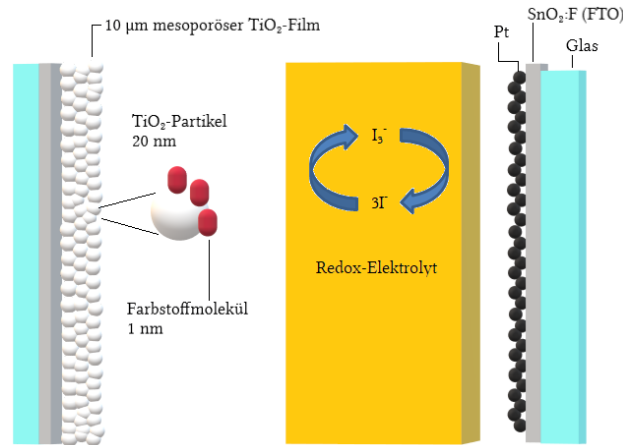 10 µm mesoporöser TiO₂-Film
SnO₂:F (FTO)
Pt
Glas
TiO₂-Partikel
20 nm
I₃⁻
3I⁻
Redox-Elektrolyt
Farbstoffmolekül
1 nm